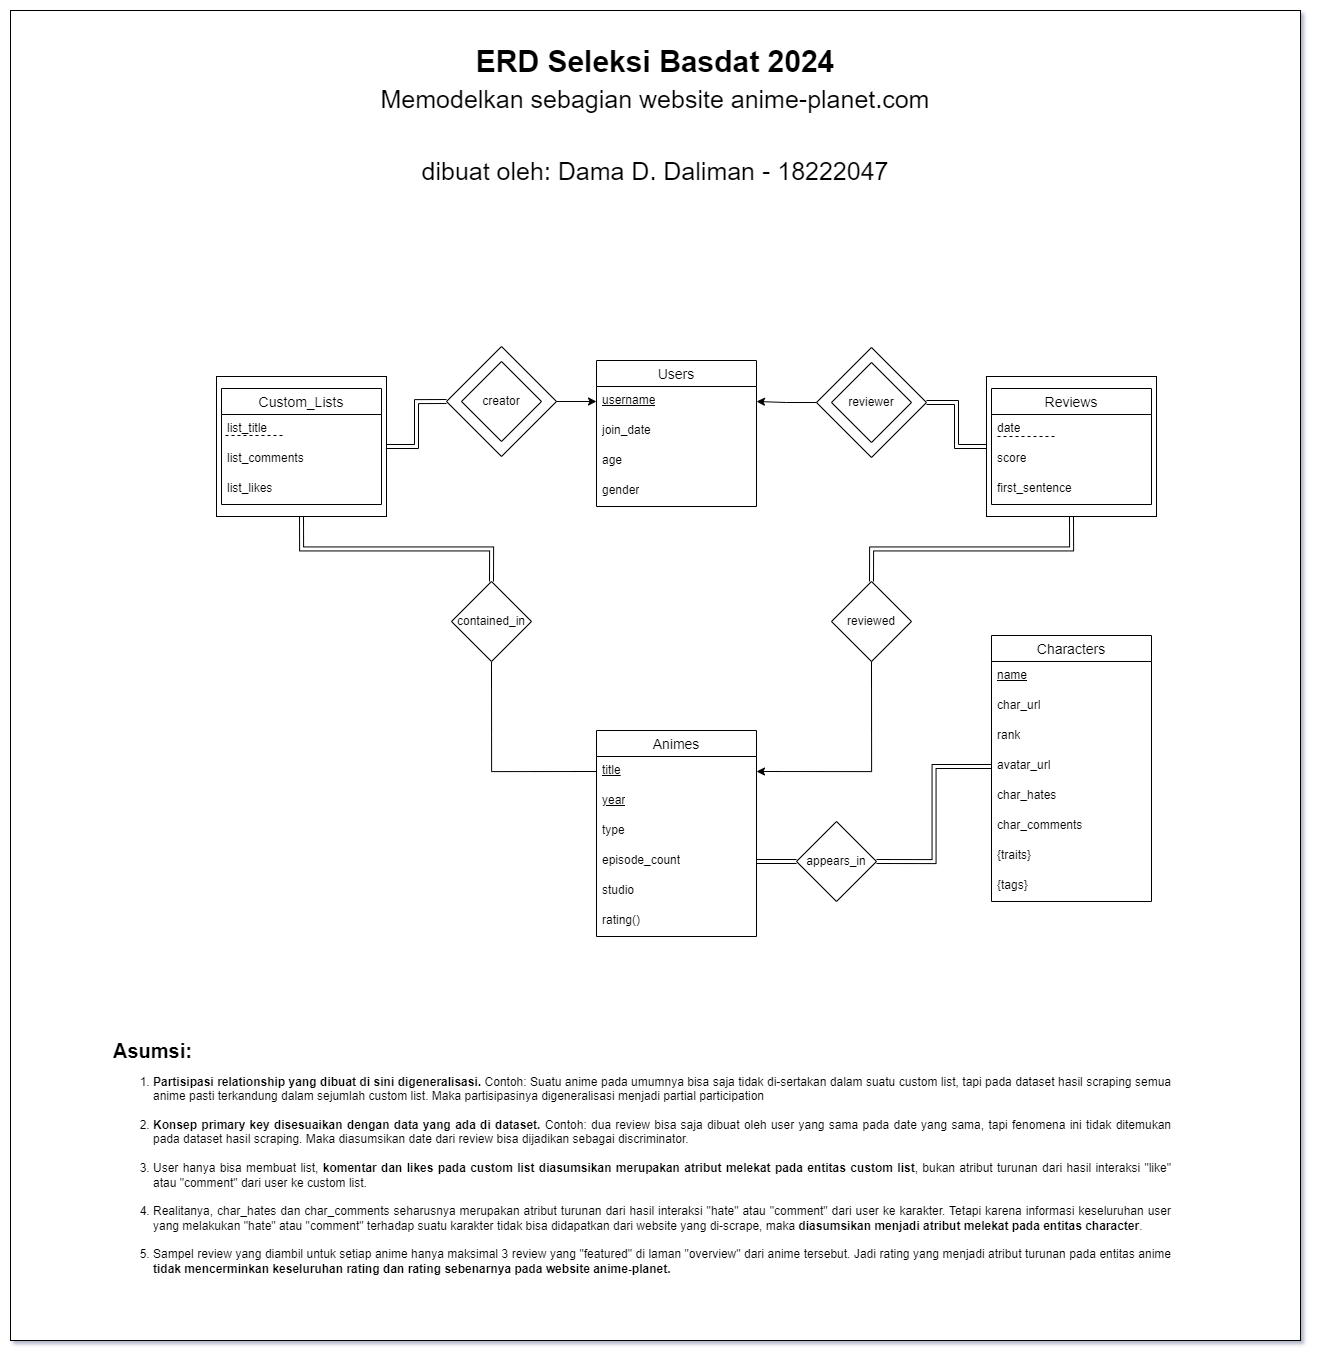 ERD Seleksi Basdat 2024
Memodelkan sebagian website anime-planet.com
dibuat oleh: Dama D. Daliman - 18222047
Custom_Lists
list_title
list_comments
list_likes
creator
Users
username
join_date
age
gender
reviewer
Reviews
date
score
first_sentence
contained_in
reviewed
Animes
title
year
type
episode_count
studio
rating()
appears_in
Characters
name
char_url
rank
avatar_url
char_hates
char_comments
{traits}
{tags}
Asumsi:
1. Partisipasi relationship yang dibuat di sini digeneralisasi. Contoh: Suatu anime pada umumnya bisa saja tidak di-sertakan dalam suatu custom list, tapi pada dataset hasil scraping semua
anime pasti terkandung dalam sejumlah custom list. Maka partisipasinya digeneralisasi menjadi partial participation
2. Konsep primary key disesuaikan dengan data yang ada di dataset. Contoh: dua review bisa saja dibuat oleh user yang sama pada date yang sama, tapi fenomena ini tidak ditemukan
pada dataset hasil scraping. Maka diasumsikan date dari review bisa dijadikan sebagai discriminator.
3. User hanya bisa membuat list, komentar dan likes pada custom list diasumsikan merupakan atribut melekat pada entitas custom list, bukan atribut turunan dari hasil interaksi "like"
atau "comment" dari user ke custom list.
4. Realitanya, char_hates dan char_comments seharusnya merupakan atribut turunan dari hasil interaksi "hate" atau "comment" dari user ke karakter. Tetapi karena informasi keseluruhan user
yang melakukan "hate" atau "comment" terhadap suatu karakter tidak bisa didapatkan dari website yang di-scrape, maka diasumsikan menjadi atribut melekat pada entitas character.
5. Sampel review yang diambil untuk setiap anime hanya maksimal 3 review yang "featured" di laman "overview" dari anime tersebut. Jadi rating yang menjadi atribut turunan pada entitas anime
tidak mencerminkan keseluruhan rating dan rating sebenarnya pada website anime-planet.